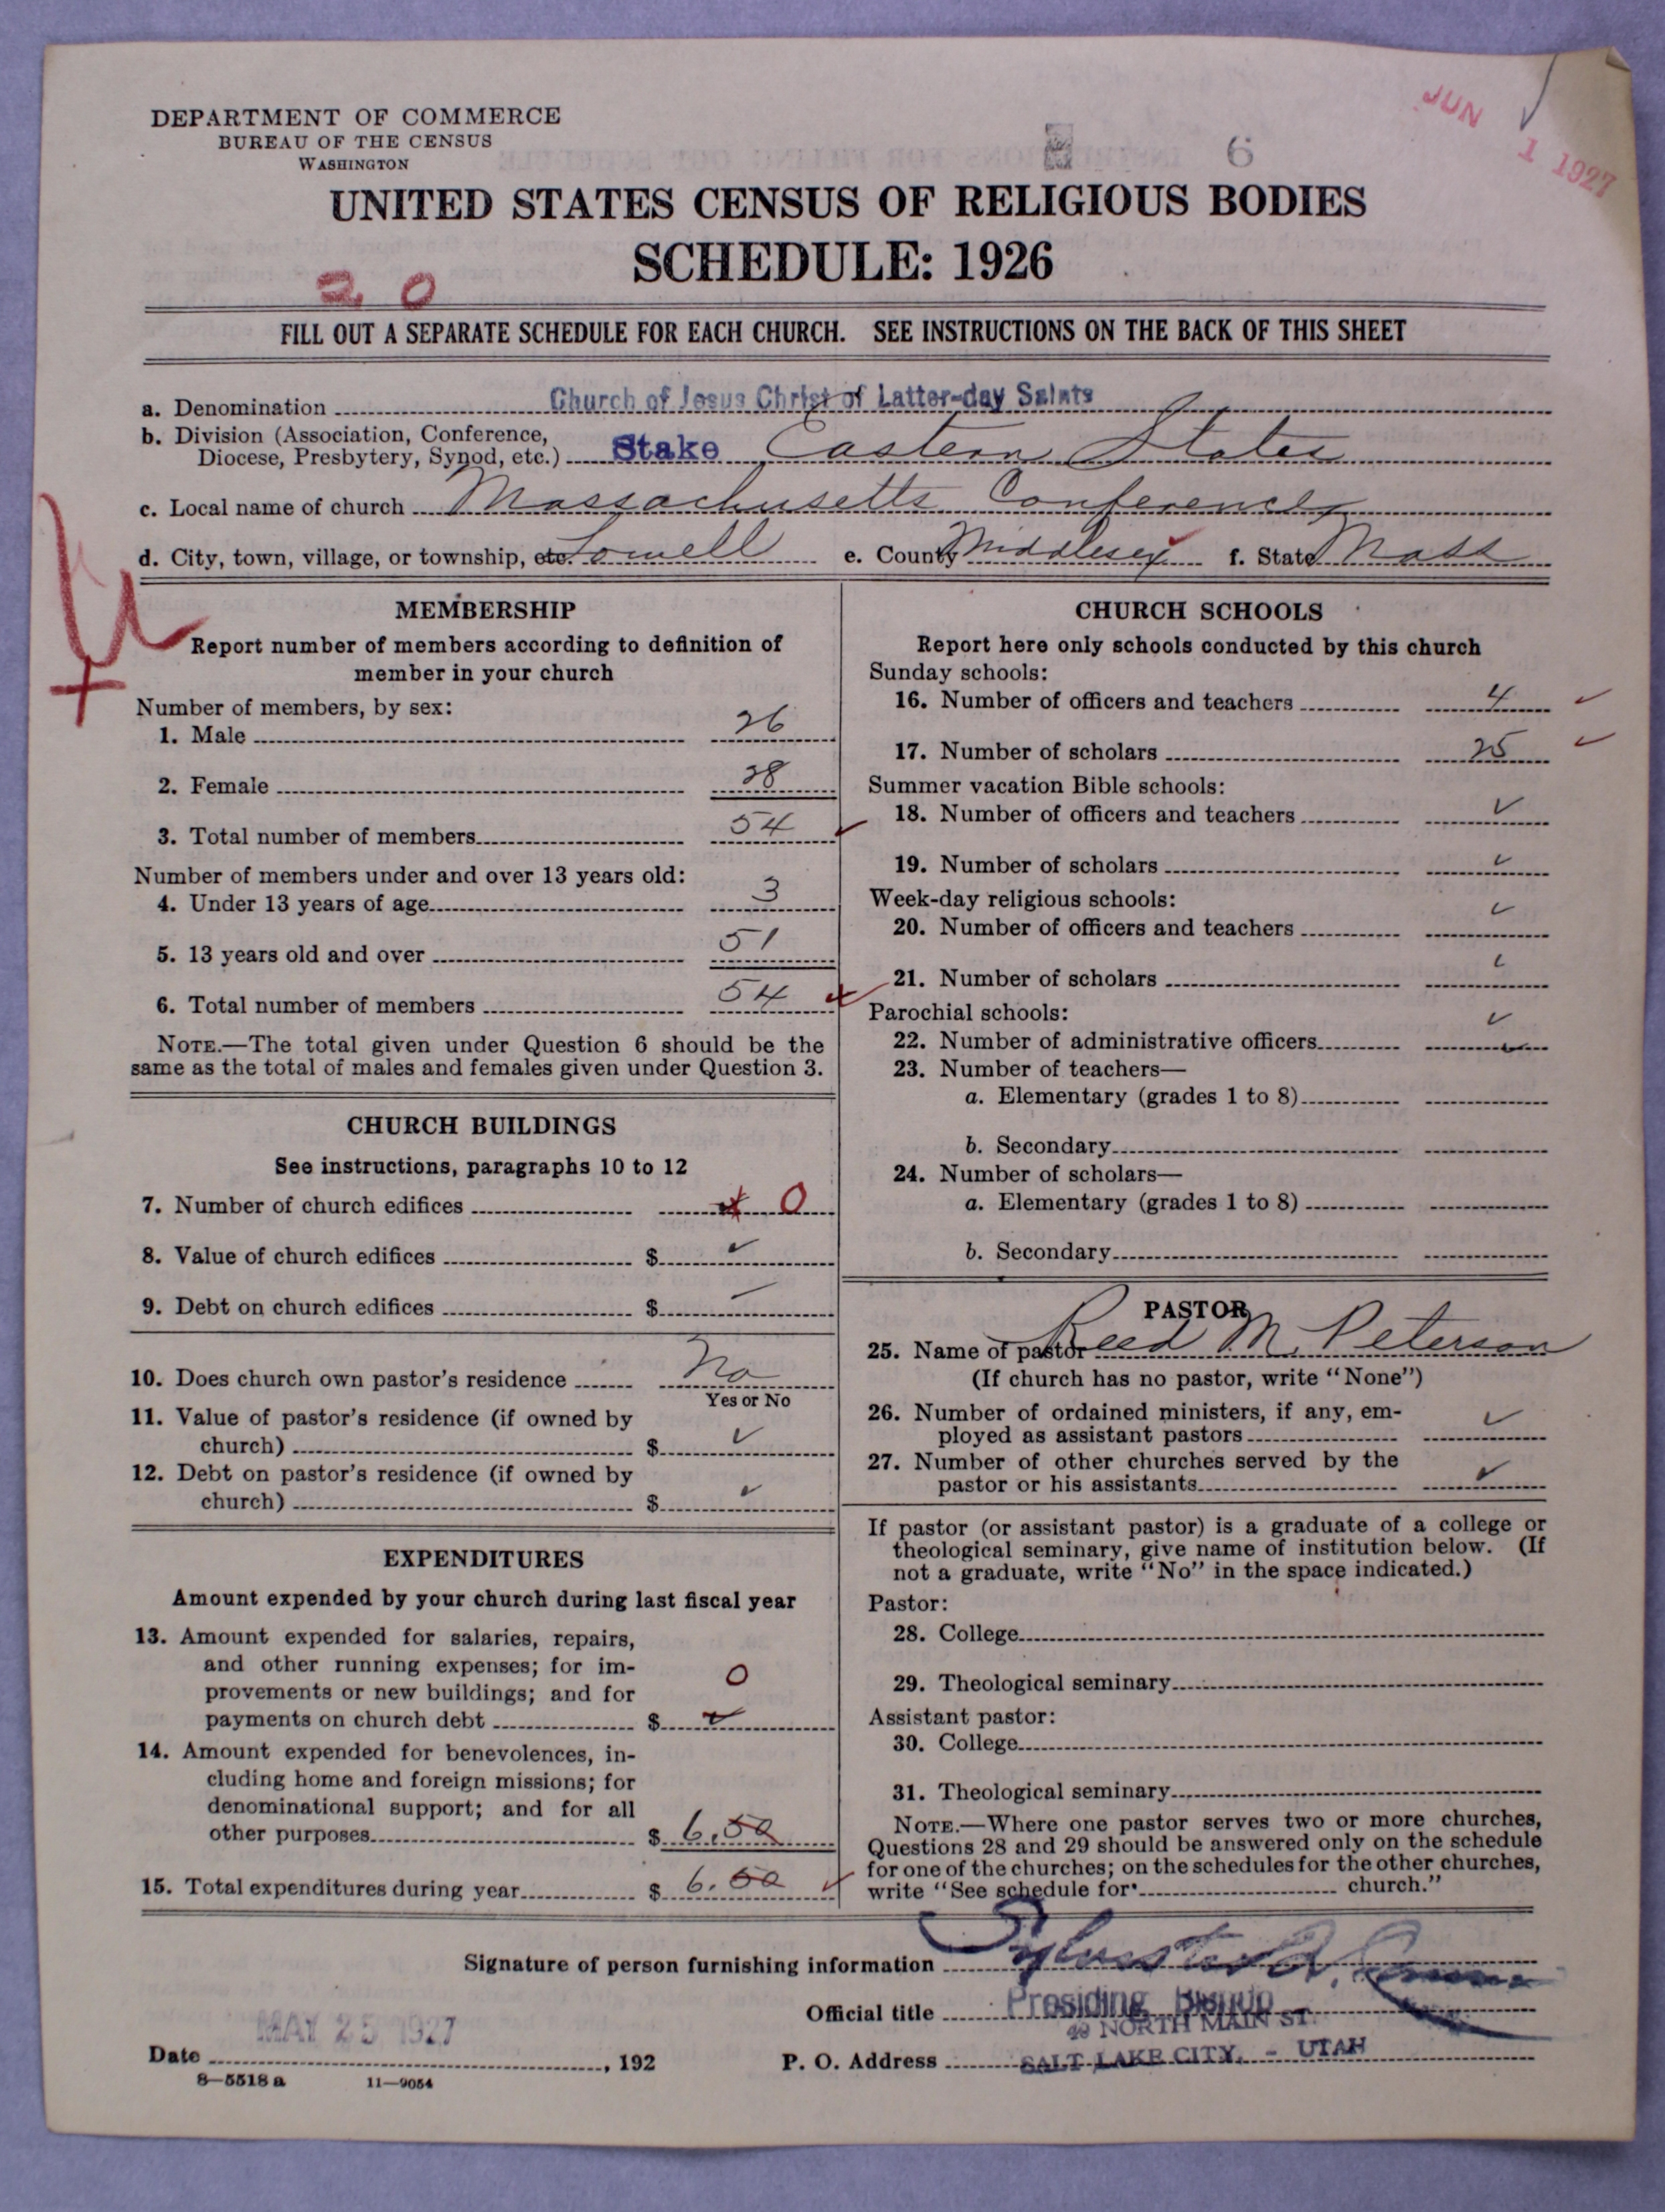 JUN 1 1927
DEPARTMENT OF COMMERCE
BUREAU OF THE CENSUS
WASHINGTON
6
UNITED STATES CENSUS OF RELIGIOUS BODIES
SCHEDULE: 1926
20
FILL OUT A SEPARATE SCHEDULE FOR EACH CHURCH. SEE INSTRUCTIONS ON THE BACK OF THIS SHEET
a. Denomination Church of Jesus Christ of Latter-day Saints
b. Division (Association, Conference,
Diocese, Presbytery, Synod, etc.) Stake Eastern States
c. Local name of church Massachusetts Conference
d. City, town, village, or township, etc. Lowell e. County Middlesex f. State Mass
MEMBERSHIP
Report number of members according to definition of
member in your church
Number of members, by sex:
1. Male 26
2. Female 28
3. Total number of members 54
Number of members under and over 13 years old:
4. Under 13 years of age 3
5. 13 years old and over 51
6. Total number of members 54
NOTE.—The total given under Question 6 should be the
same as the total of males and females given under Question 3.
CHURCH BUILDINGS
See instructions, paragraphs 10 to 12
7. Number of church edifices 0
8. Value of church edifices $ ✓
9. Debt on church edifices $ —
10. Does church own pastor's residence No
Yes or No
11. Value of pastor's residence (if owned by
church) $ ✓
12. Debt on pastor's residence (if owned by
church) $ ✓
EXPENDITURES
Amount expended by your church during last fiscal year
13. Amount expended for salaries, repairs,
and other running expenses; for im-
provements or new buildings; and for 0
payments on church debt $ ✓
14. Amount expended for benevolences, in-
cluding home and foreign missions; for
denominational support; and for all
other purposes $ 6.50
15. Total expenditures during year $ 6.50
CHURCH SCHOOLS
Report here only schools conducted by this church
Sunday schools:
16. Number of officers and teachers 4 ✓
17. Number of scholars 25 ✓
Summer vacation Bible schools:
18. Number of officers and teachers ✓
19. Number of scholars ✓
Week-day religious schools:
20. Number of officers and teachers ✓
21. Number of scholars ✓
Parochial schools:
22. Number of administrative officers ✓
23. Number of teachers—
a. Elementary (grades 1 to 8)
b. Secondary
24. Number of scholars—
a. Elementary (grades 1 to 8)
b. Secondary
PASTOR
25. Name of pastor Reed M. Peterson
(If church has no pastor, write "None")
26. Number of ordained ministers, if any, em-
ployed as assistant pastors ✓
27. Number of other churches served by the
pastor or his assistants ✓
If pastor (or assistant pastor) is a graduate of a college or
theological seminary, give name of institution below. (If
not a graduate, write "No" in the space indicated.)
Pastor:
28. College
29. Theological seminary
Assistant pastor:
30. College
31. Theological seminary
NOTE.—Where one pastor serves two or more churches,
Questions 28 and 29 should be answered only on the schedule
for one of the churches; on the schedules for the other churches,
write "See schedule for church."
Signature of person furnishing information Sylvester Q. Cannon
Official title Presiding Bishop
40 NORTH MAIN ST.
MAY 25 1927
Date , 192 P. O. Address SALT LAKE CITY, - UTAH
8—5518 a 11—9054